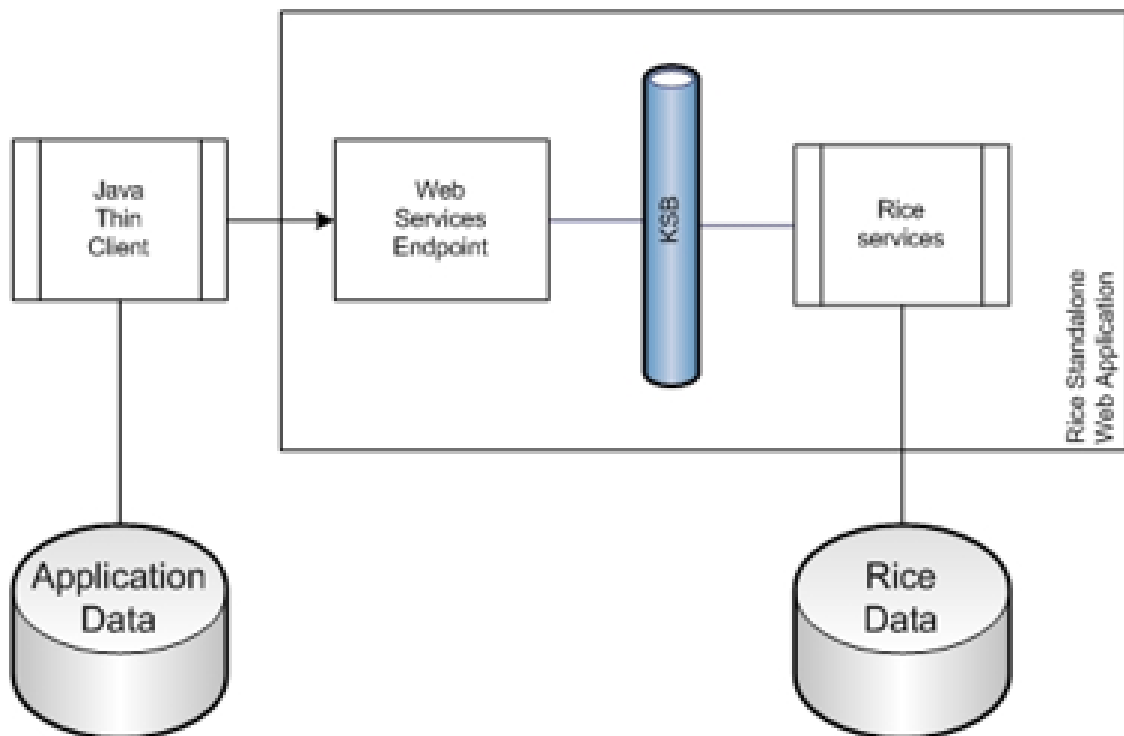 Java
Thin
Client
Web
Services
Endpoint
KSB
Rice
services
Rice Standalone
Web Application
Application
Data
Rice
Data